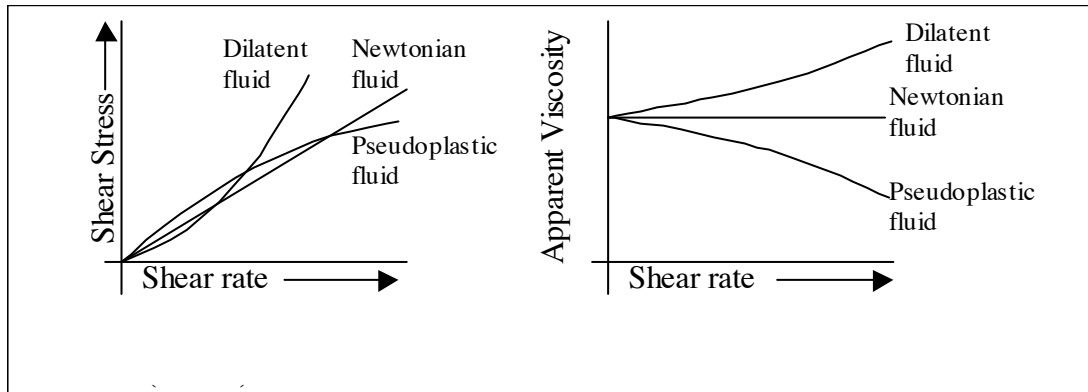 Dilatent
fluid
Newtonian
fluid
Pseudoplastic
fluid
Shear Stress
Shear rate
Dilatent
fluid
Newtonian
fluid
Pseudoplastic
fluid
Apparent Viscosity
Shear rate